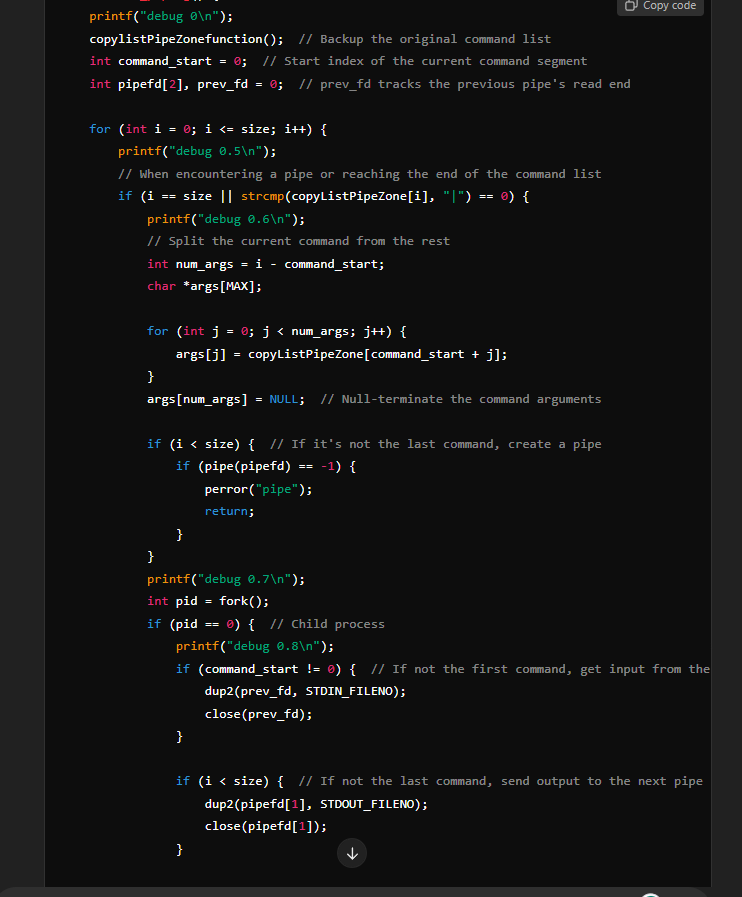 Copy code
printf("debug 0\n");
copylistPipeZonefunction();  // Backup the original command list
int command_start = 0;  // Start index of the current command segment
int pipefd[2], prev_fd = 0;  // prev_fd tracks the previous pipe's read end
for (int i = 0; i <= size; i++) {
printf("debug 0.5\n");
// When encountering a pipe or reaching the end of the command list
if (i == size || strcmp(copyListPipeZone[i], "|") == 0) {
printf("debug 0.6\n");
// Split the current command from the rest
int num_args = i - command_start;
char *args[MAX];
for (int j = 0; j < num_args; j++) {
args[j] = copyListPipeZone[command_start + j];
}
args[num_args] = NULL;  // Null-terminate the command arguments
if (i < size) {  // If it's not the last command, create a pipe
if (pipe(pipefd) == -1) {
perror("pipe");
return;
}
}
printf("debug 0.7\n");
int pid = fork();
if (pid == 0) {  // Child process
printf("debug 0.8\n");
if (command_start != 0) {  // If not the first command, get input from the
dup2(prev_fd, STDIN_FILENO);
close(prev_fd);
}
if (i < size) {  // If not the last command, send output to the next pipe
dup2(pipefd[1], STDOUT_FILENO);
close(pipefd[1]);
}